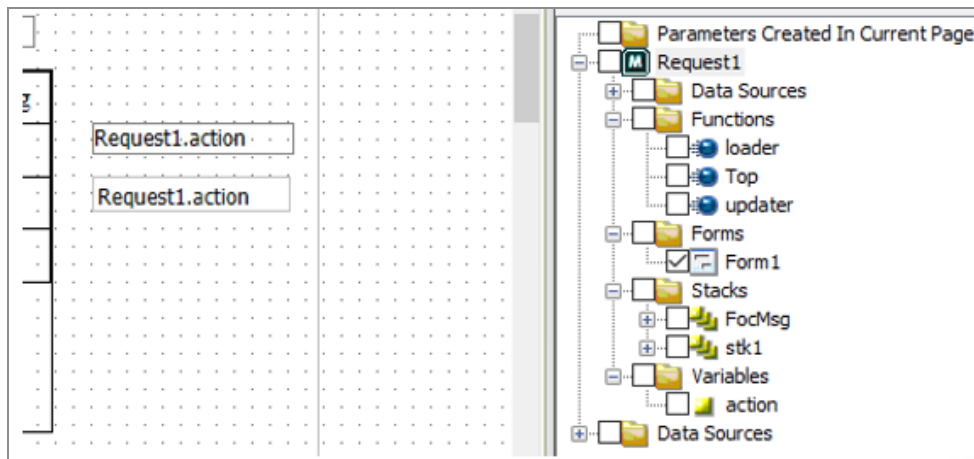 g
Request1.action
Request1.action
Parameters Created In Current Page
M Request1
Data Sources
Functions
loader
Top
updater
Forms
Form1
Stacks
FocMsg
stk1
Variables
action
Data Sources